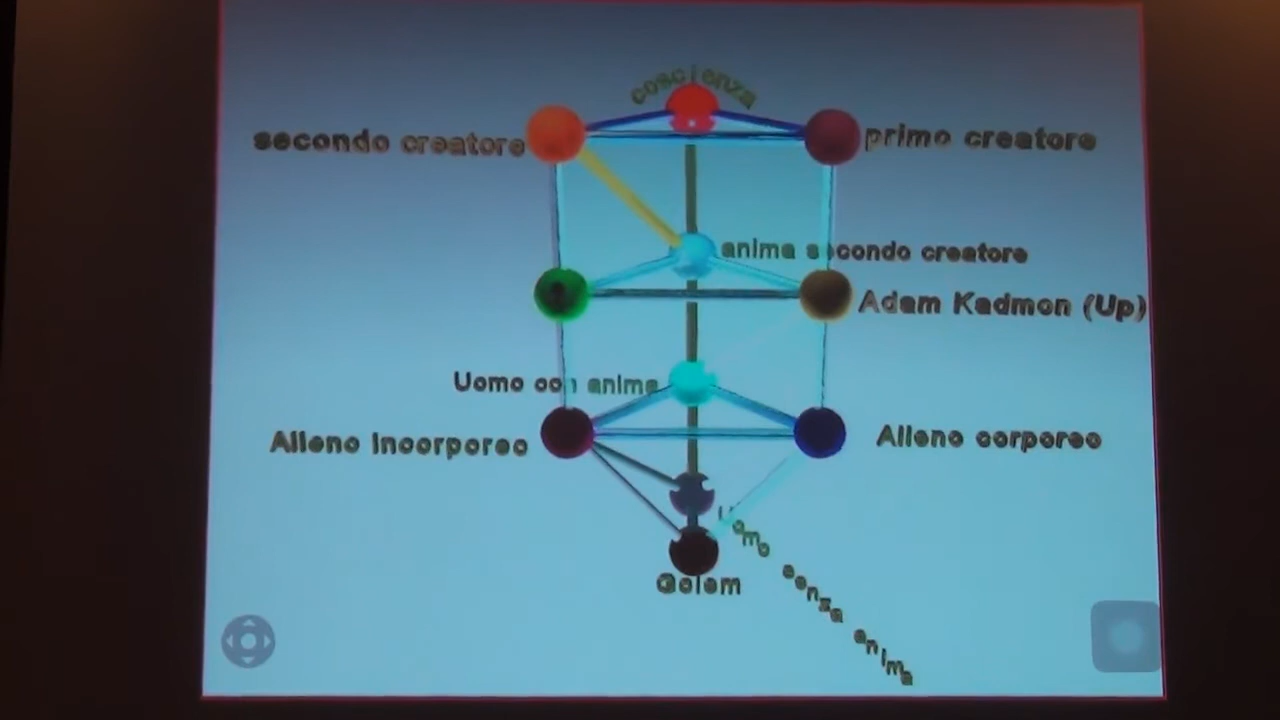 coscienza
secondo creatore
primo creatore
anima secondo creatore
Adam Kadmon (Up)
Uomo con anima
Alieno incorporeo
Alieno corporeo
Uomo senza anima
Golem